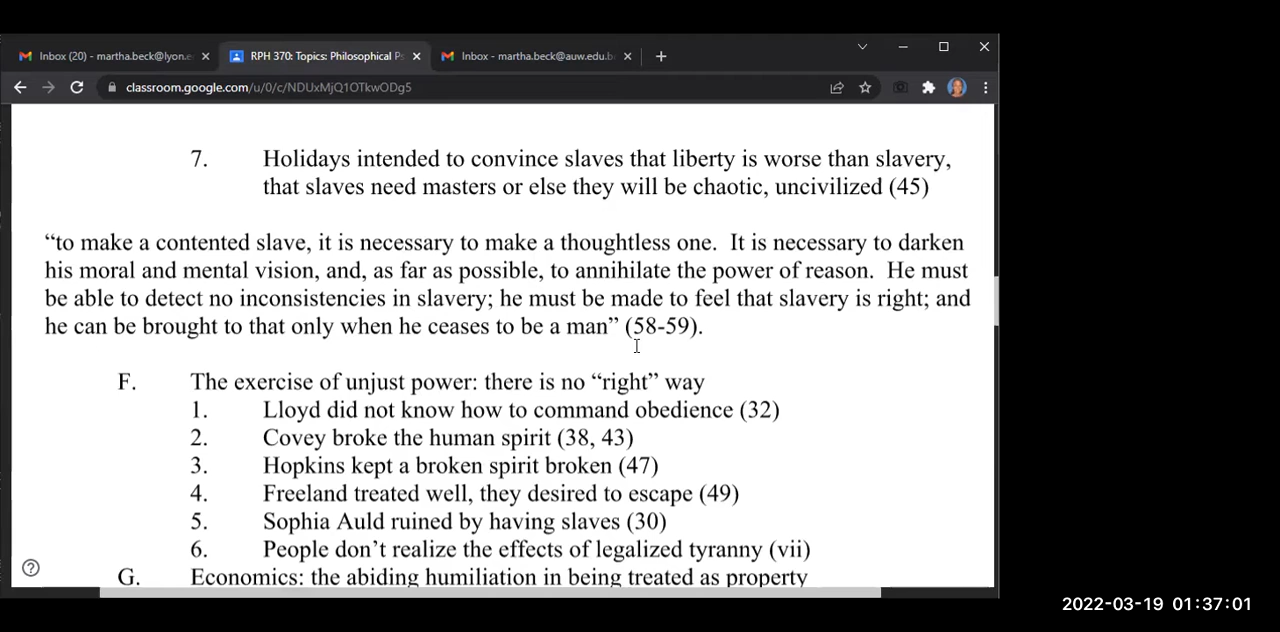 Inbox (20) - martha.beck@lyon.e
RPH 370: Topics: Philosophical P
Inbox - martha.beck@auw.edu.b
classroom.google.com/u/0/c/NDUxMjQ1OTkwODg5
7. Holidays intended to convince slaves that liberty is worse than slavery,
that slaves need masters or else they will be chaotic, uncivilized (45)
“to make a contented slave, it is necessary to make a thoughtless one. It is necessary to darken
his moral and mental vision, and, as far as possible, to annihilate the power of reason. He must
be able to detect no inconsistencies in slavery; he must be made to feel that slavery is right; and
he can be brought to that only when he ceases to be a man” (58-59).
F. The exercise of unjust power: there is no “right” way
1. Lloyd did not know how to command obedience (32)
2. Covey broke the human spirit (38, 43)
3. Hopkins kept a broken spirit broken (47)
4. Freeland treated well, they desired to escape (49)
5. Sophia Auld ruined by having slaves (30)
6. People don’t realize the effects of legalized tyranny (vii)
G. Economics: the abiding humiliation in being treated as property
2022-03-19 01:37:01